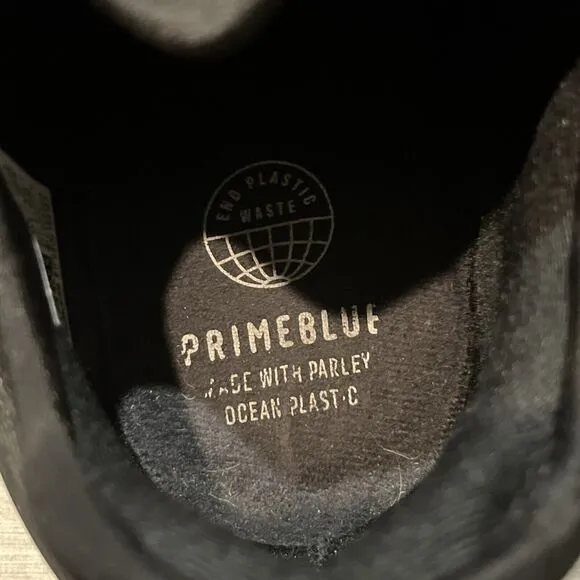 END PLASTIC
WASTE
PRIMEBLUE
MADE WITH PARLEY
OCEAN PLASTIC